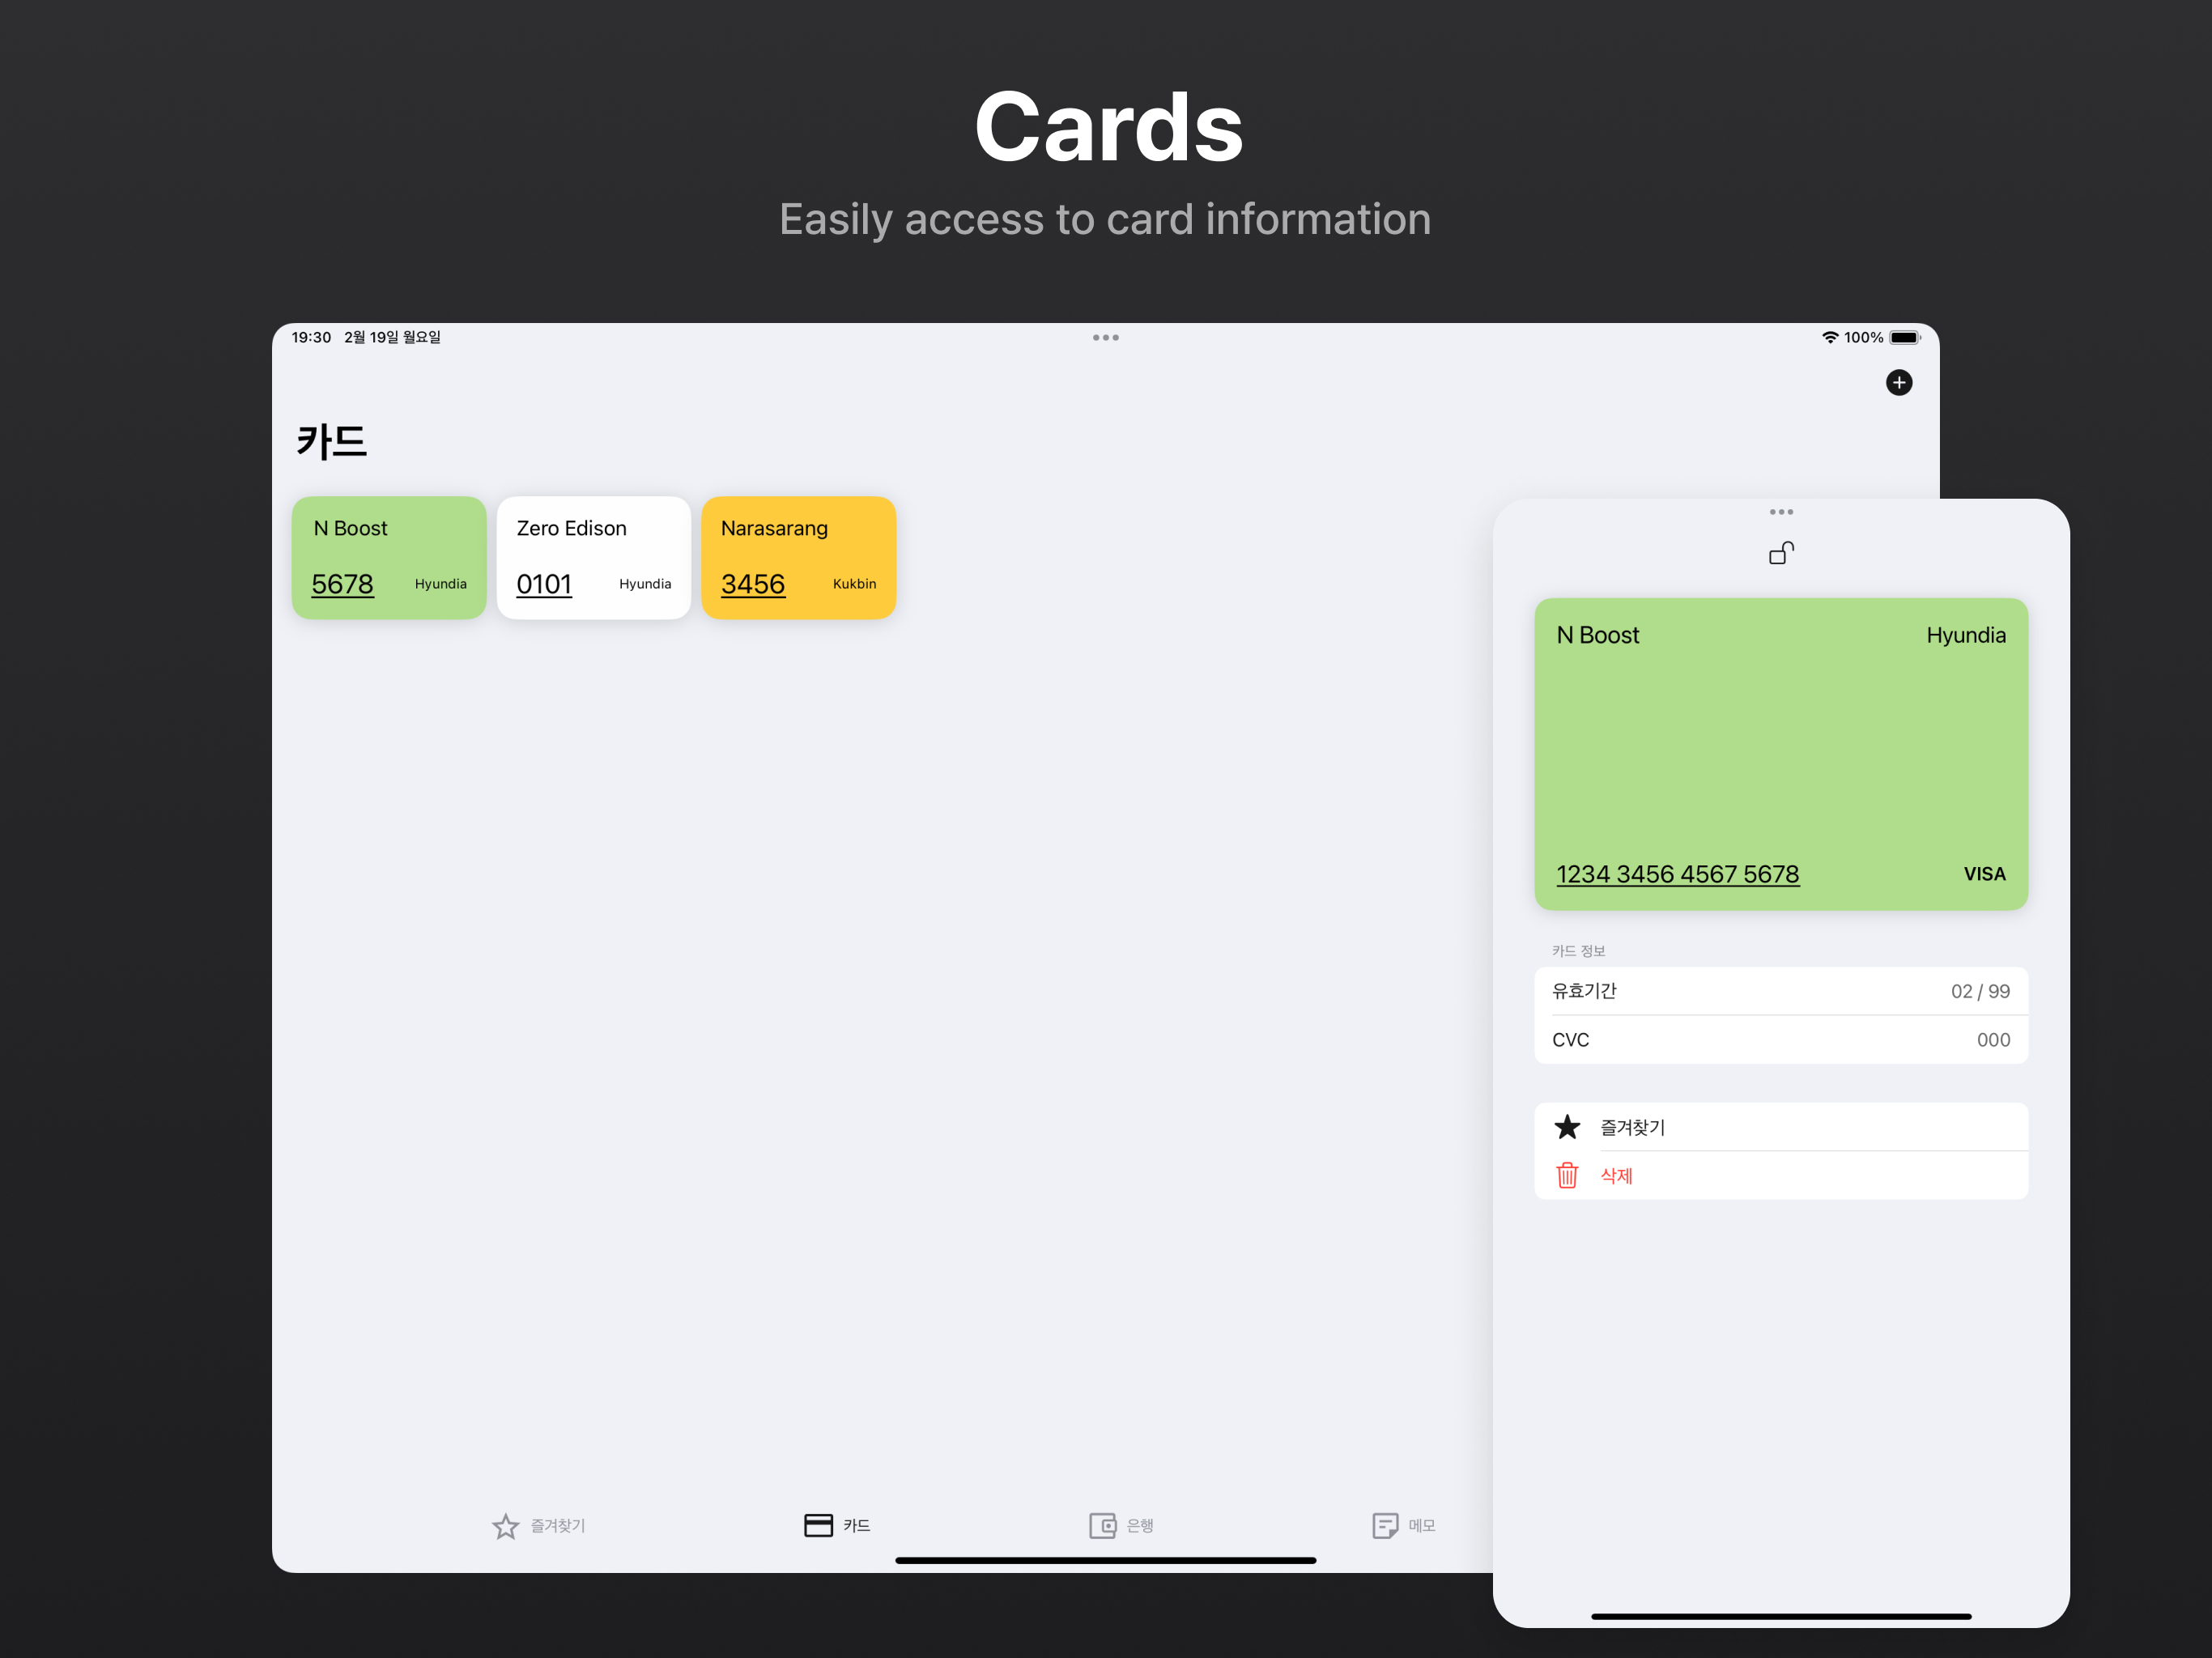 Cards
Easily access to card information
19:30 2월 19일 월요일
100%
카드
N Boost
5678 Hyundia
Zero Edison
0101 Hyundia
Narasarang
3456 Kukbin
즐겨찾기
카드
은행
메모
N Boost Hyundia
1234 3456 4567 5678 VISA
카드 정보
유효기간 02 / 99
CVC 000
즐겨찾기
삭제